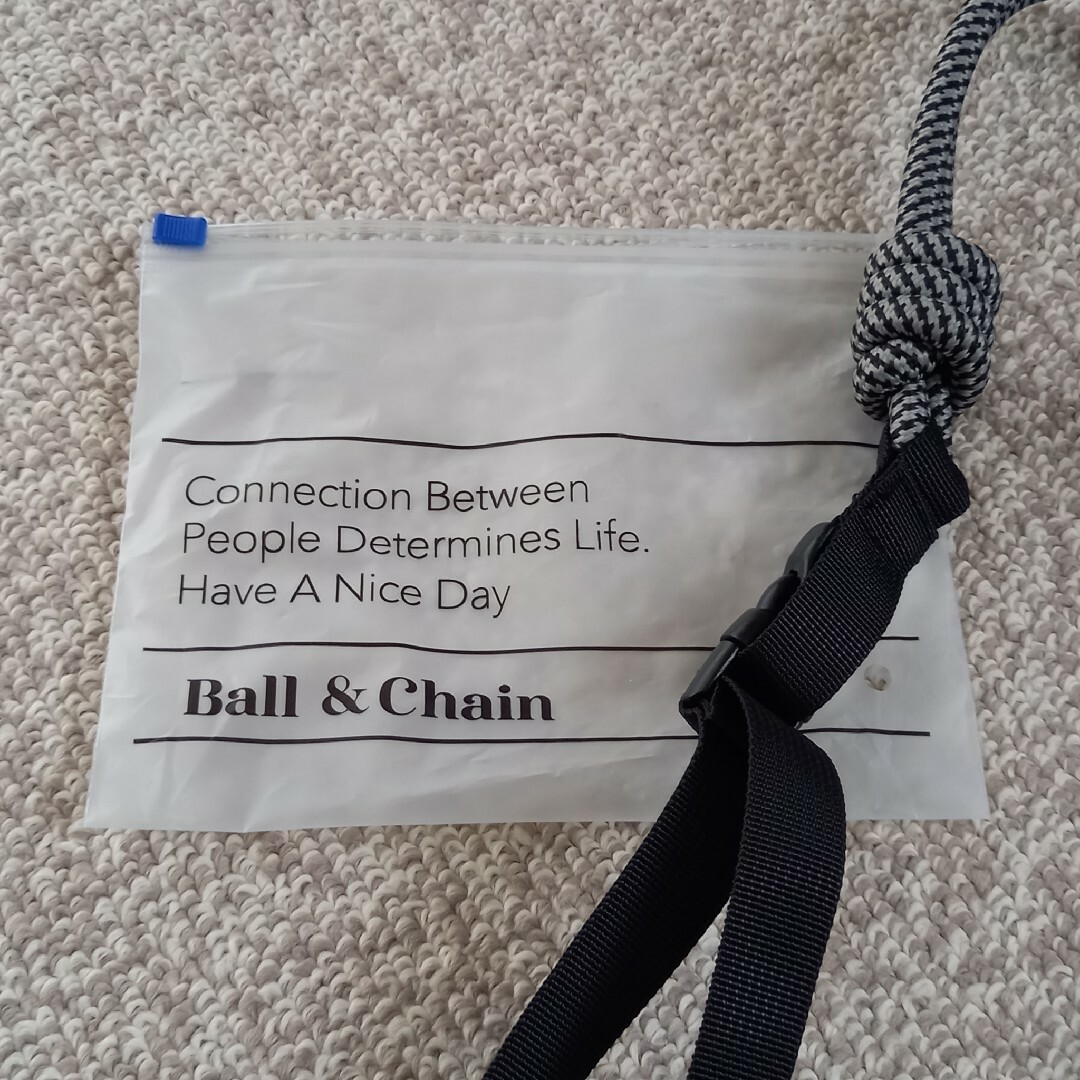 Connection Between
People Determines Life.
Have A Nice Day
Ball & Chain